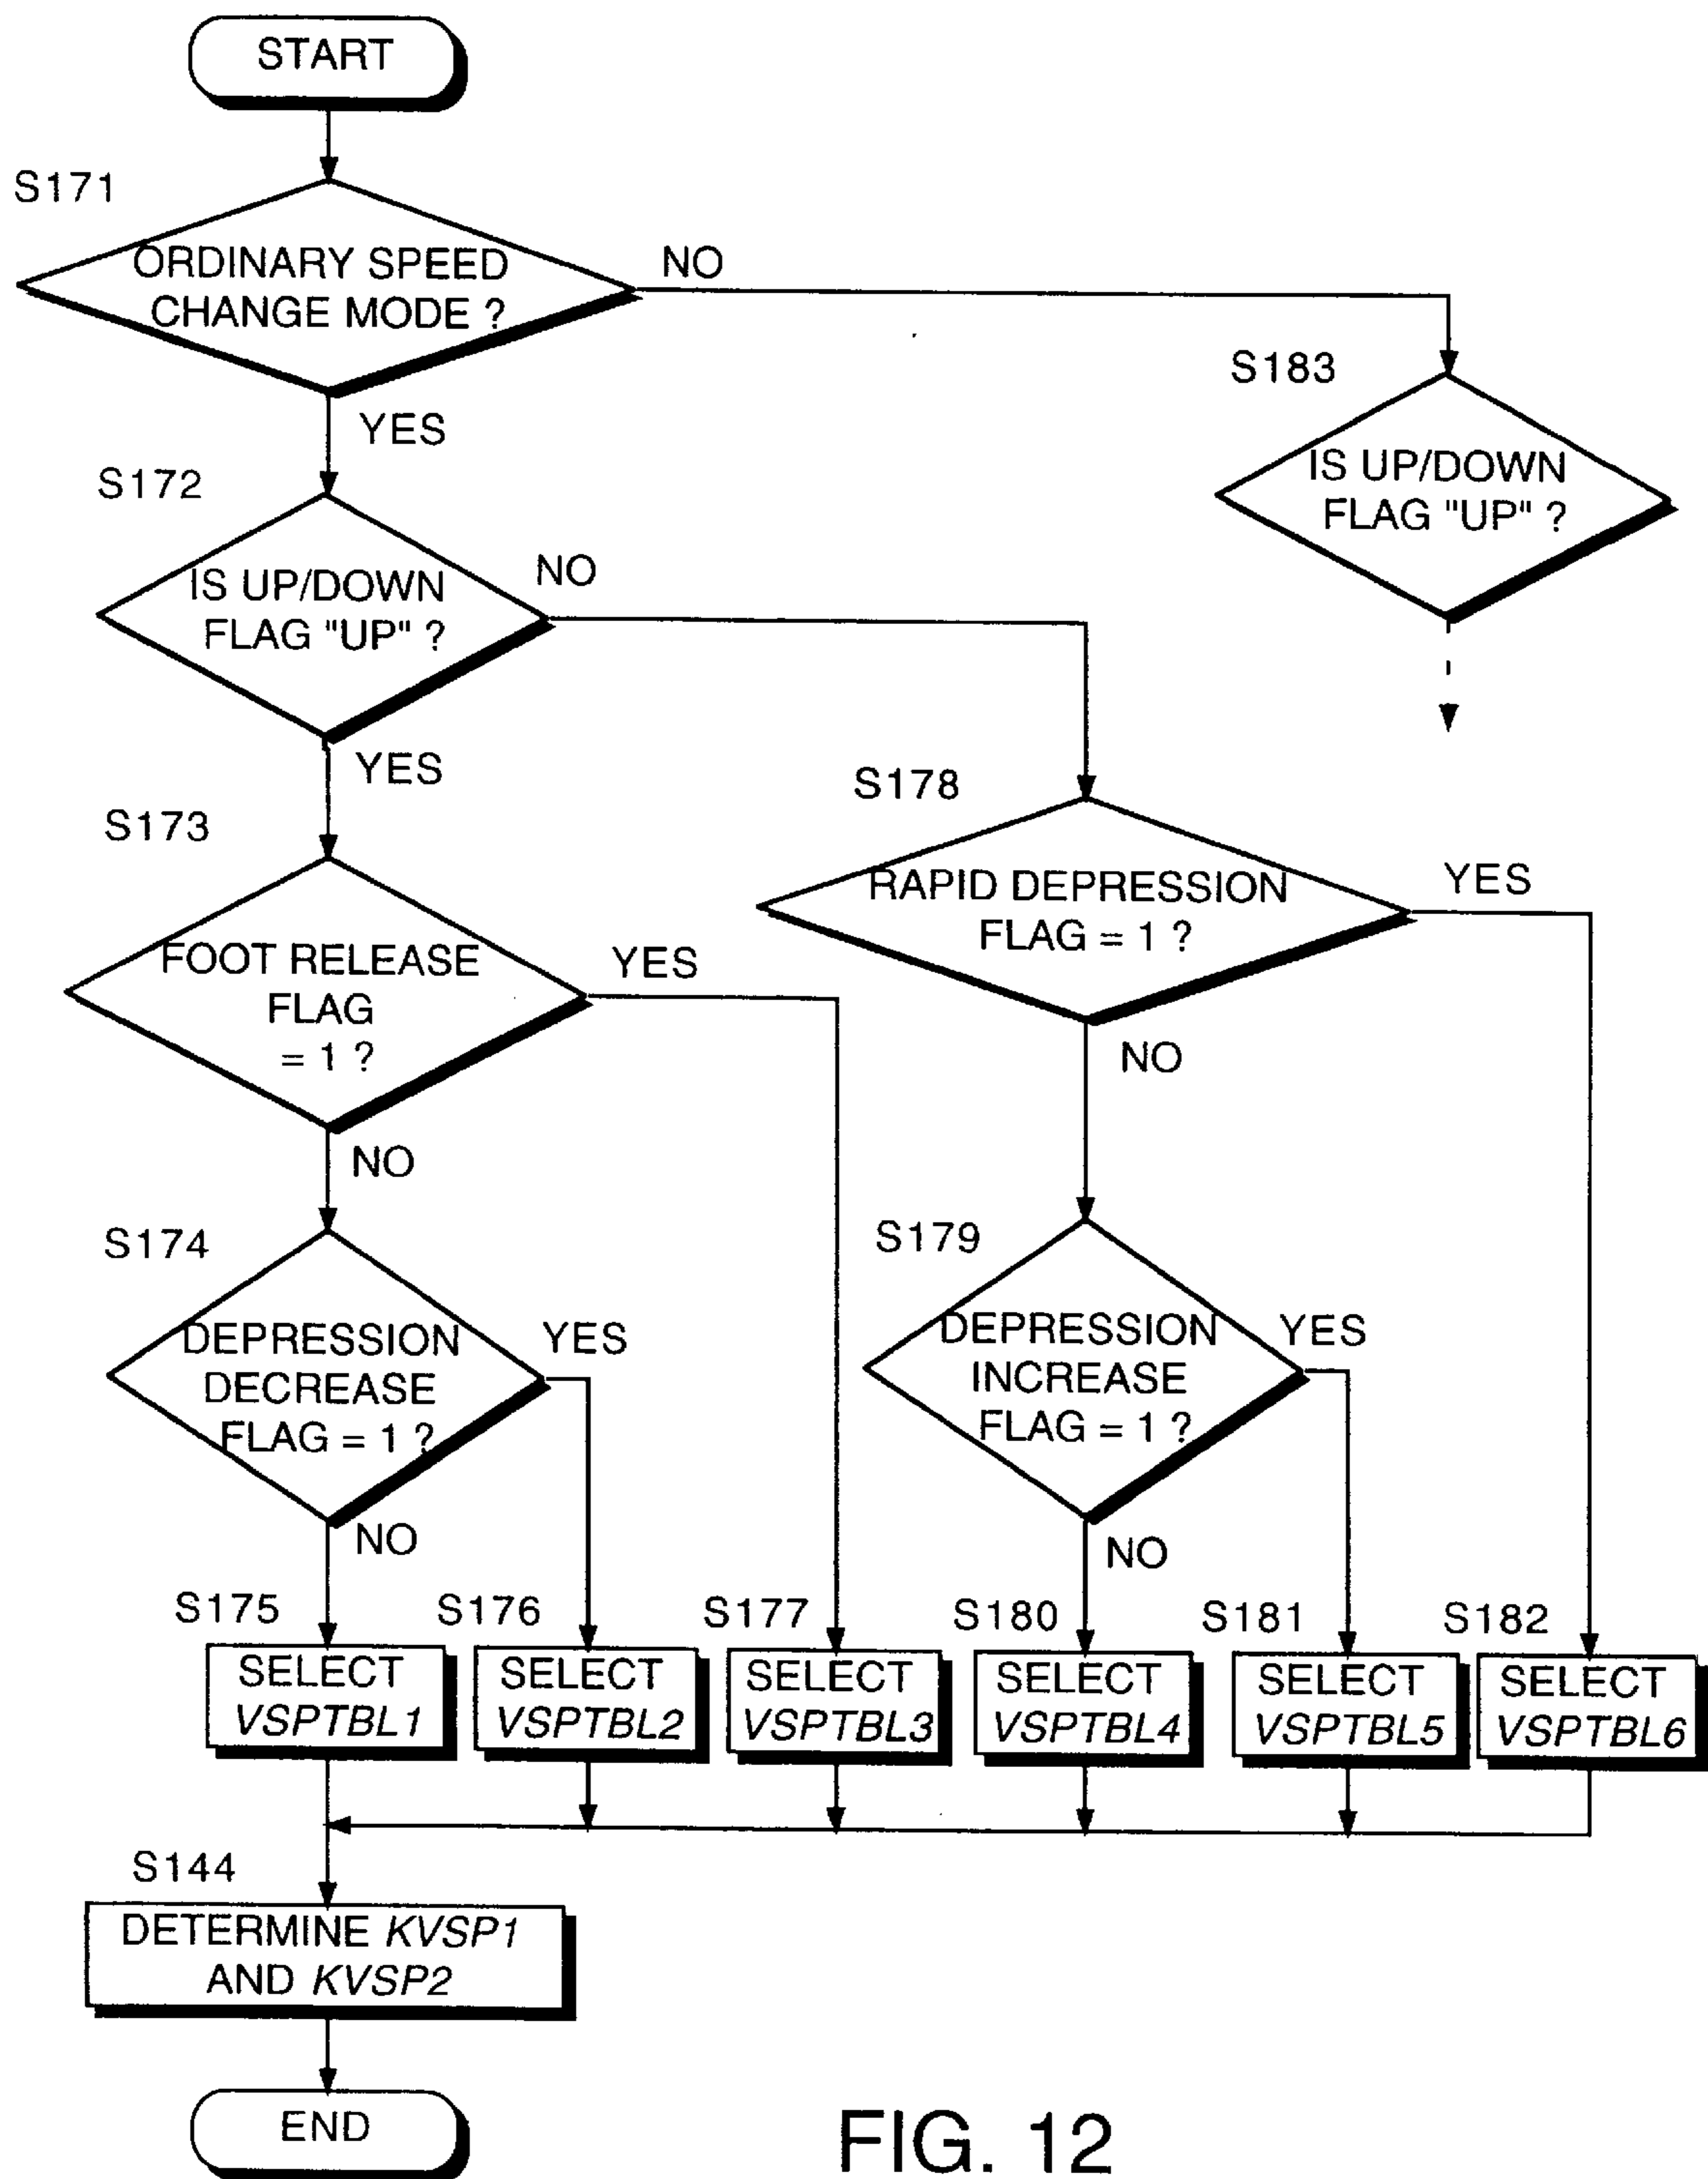 START
S171
ORDINARY SPEED
CHANGE MODE ?
NO
YES
S183
IS UP/DOWN
FLAG "UP" ?
S172
IS UP/DOWN
FLAG "UP" ?
NO
YES
S178
RAPID DEPRESSION
FLAG = 1 ?
YES
NO
S173
FOOT RELEASE
FLAG
= 1 ?
YES
NO
S174
DEPRESSION
DECREASE
FLAG = 1 ?
YES
NO
S179
DEPRESSION
INCREASE
FLAG = 1 ?
YES
NO
S175
SELECT
VSPTBL1
S176
SELECT
VSPTBL2
S177
SELECT
VSPTBL3
S180
SELECT
VSPTBL4
S181
SELECT
VSPTBL5
S182
SELECT
VSPTBL6
S144
DETERMINE KVSP1
AND KVSP2
END
FIG. 12